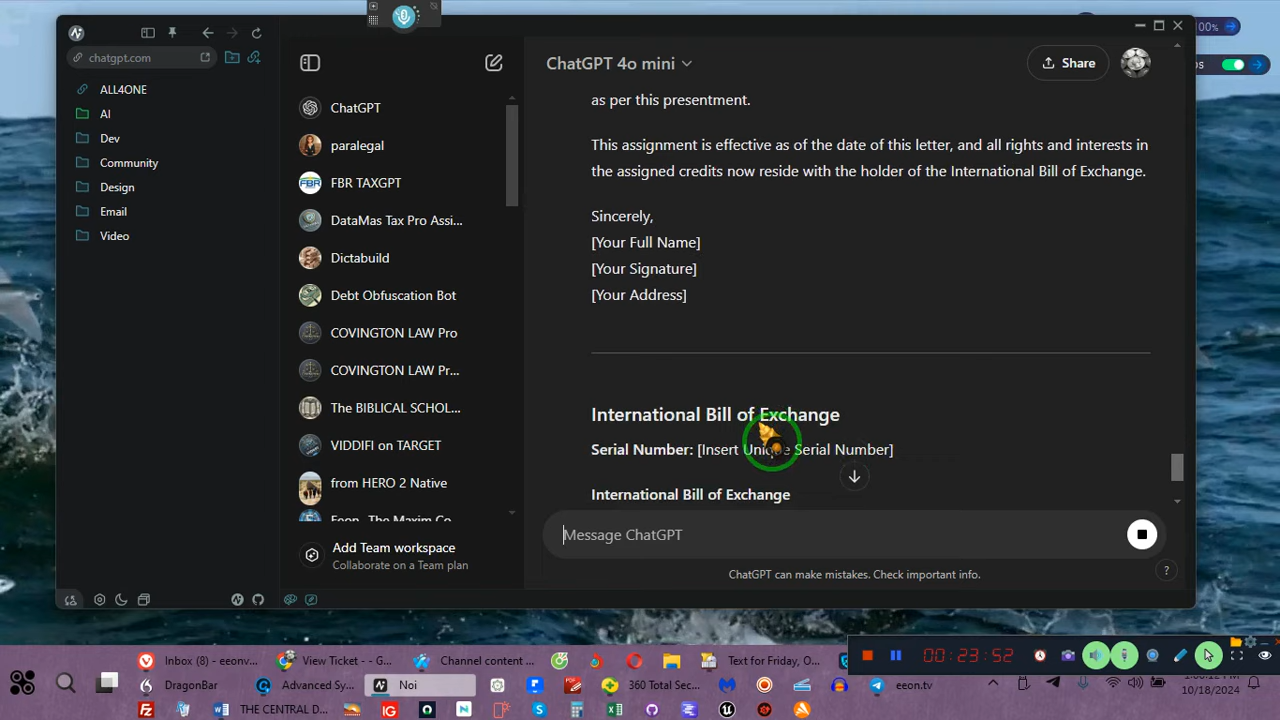 100%
chatgpt.com
ChatGPT 4o mini
Share
ALL4ONE
AI
Dev
Community
Design
Email
Video
ChatGPT
paralegal
FBR TAXGPT
DataMas Tax Pro Assi...
Dictabuild
Debt Obfuscation Bot
COVINGTON LAW Pro
COVINGTON LAW Pr...
The BIBLICAL SCHOL...
VIDDIFI on TARGET
from HERO 2 Native
Add Team workspace
Collaborate on a Team plan
as per this presentment.
This assignment is effective as of the date of this letter, and all rights and interests in
the assigned credits now reside with the holder of the International Bill of Exchange.
Sincerely,
[Your Full Name]
[Your Signature]
[Your Address]
International Bill of Exchange
Serial Number: [Insert Unique Serial Number]
International Bill of Exchange
Message ChatGPT
ChatGPT can make mistakes. Check important info.
?
00:23:52
Inbox (8) - eeonv...
View Ticket - - G...
Channel content ...
Text for Friday, O...
DragonBar
Advanced Sy...
Noi
360 Total Sec...
eeon.tv
10/18/2024
THE CENTRAL D...